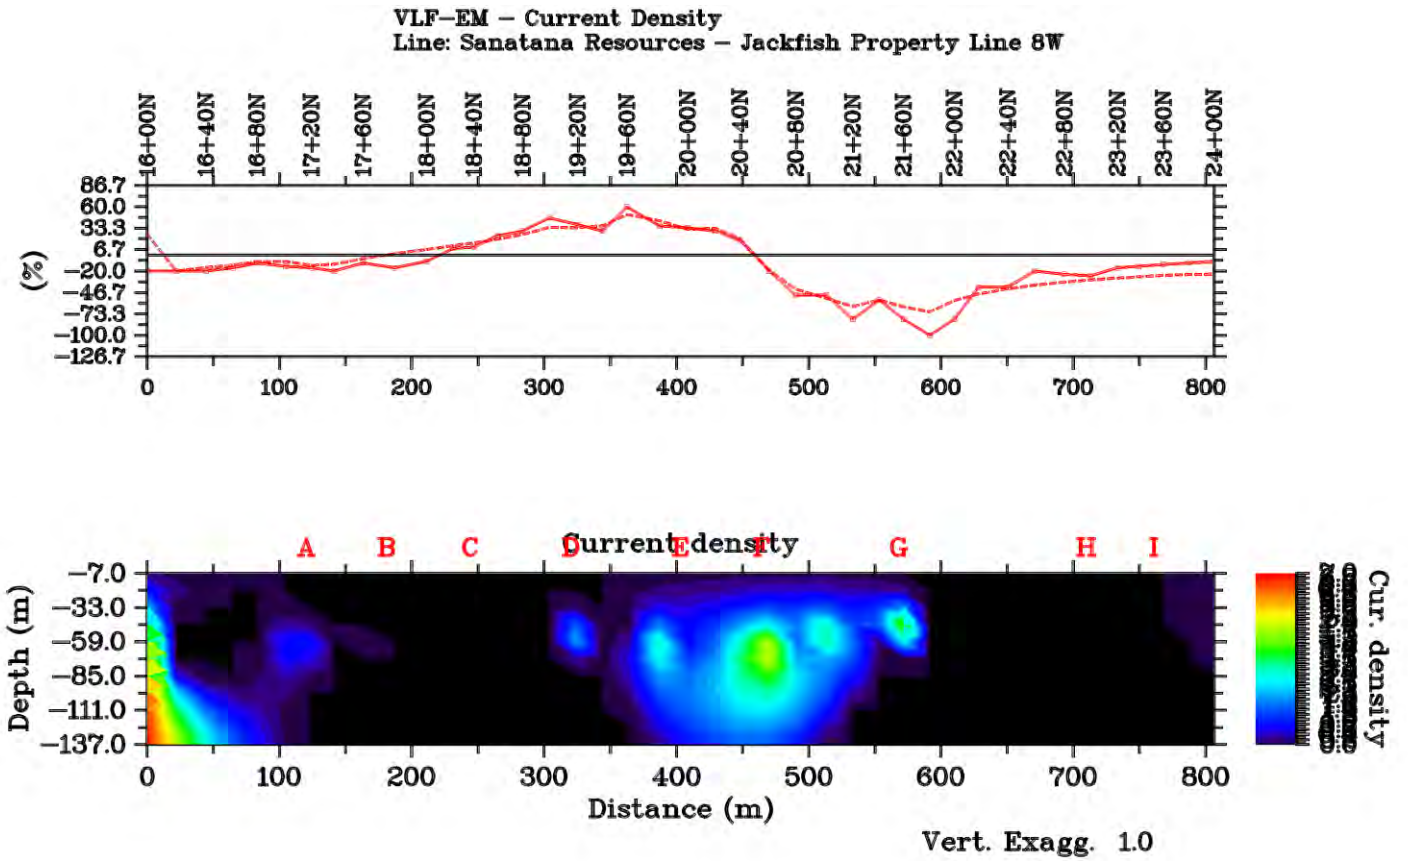 VLF-EM - Current Density
Line: Sanatana Resources - Jackfish Property Line 8W
16+00N 16+40N 16+80N 17+20N 17+60N 18+00N 18+40N 18+80N 19+20N 19+60N 20+00N 20+40N 20+80N 21+20N 21+60N 22+00N 22+40N 22+80N 23+20N 23+60N 24+00N
(%)
86.7
60.0
33.3
6.7
-20.0
-46.7
-73.3
-100.0
-126.7
0 100 200 300 400 500 600 700 800
Current density
A B C D E F G H I
Depth (m)
-7.0
-33.0
-59.0
-85.0
-111.0
-137.0
Cur. density
0 100 200 300 400 500 600 700 800
Distance (m)
Vert. Exagg. 1.0